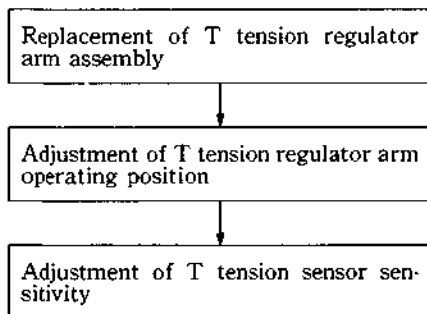 Replacement of T tension regulator
arm assembly
Adjustment of T tension regulator arm
operating position
Adjustment of T tension sensor sen-
sitivity